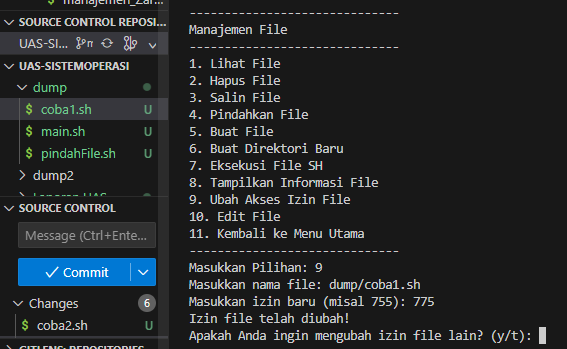 manajemen_Zar...
SOURCE CONTROL REPOSI...
UAS-SI...
UAS-SISTEMOPERASI
dump
$ coba1.sh U
$ main.sh U
$ pindahFile.sh U
dump2
SOURCE CONTROL
Message (Ctrl+Ente...
Commit
Changes 6
coba2.sh U
------------------------------
Manajemen File
------------------------------
1. Lihat File
2. Hapus File
3. Salin File
4. Pindahkan File
5. Buat File
6. Buat Direktori Baru
7. Eksekusi File SH
8. Tampilkan Informasi File
9. Ubah Akses Izin File
10. Edit File
11. Kembali ke Menu Utama
------------------------------
Masukkan Pilihan: 9
Masukkan nama file: dump/coba1.sh
Masukkan izin baru (misal 755): 775
Izin file telah diubah!
Apakah Anda ingin mengubah izin file lain? (y/t):